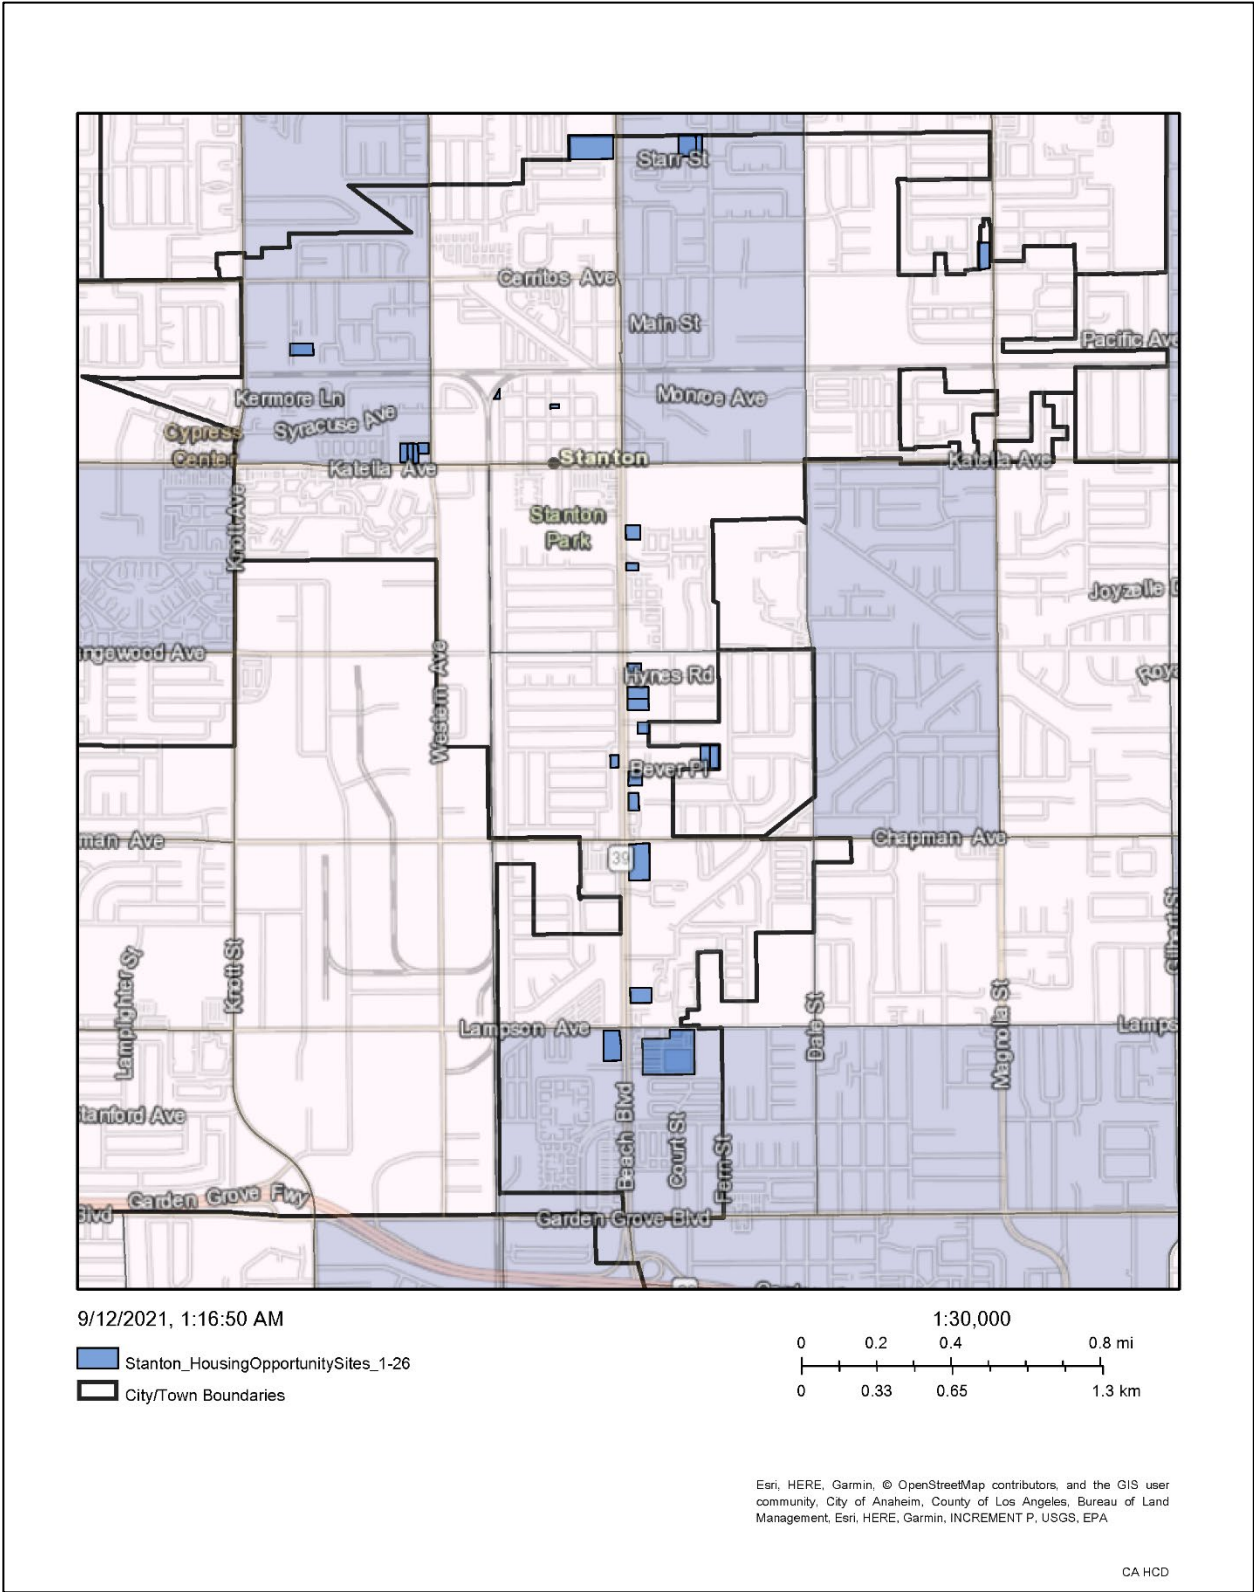 Starr St
Cerritos Ave
Main St
Pacific Ave
Kermore Ln
Monroe Ave
Syracuse Ave
Cypress
Center
Stanton
Katella Ave
Katella Ave
Knott Ave
Stanton
Park
Joyzelle D
ngewood Ave
Western Ave
Hynes Rd
Roya
Bever Pl
man Ave
Chapman Ave
39
Gilbert St
Lamplighter St
Knott St
Lampson Ave
Dale St
Magnolia St
Lamps
tanford Ave
Beach Blvd
Court St
Fern St
Garden Grove Fwy
Blvd
Garden Grove Blvd
9/12/2021, 1:16:50 AM
1:30,000
0 0.2 0.4 0.8 mi
Stanton_HousingOpportunitySites_1-26
City/Town Boundaries
0 0.33 0.65 1.3 km
Esri, HERE, Garmin, © OpenStreetMap contributors, and the GIS user
community, City of Anaheim, County of Los Angeles, Bureau of Land
Management, Esri, HERE, Garmin, INCREMENT P, USGS, EPA
CA HCD